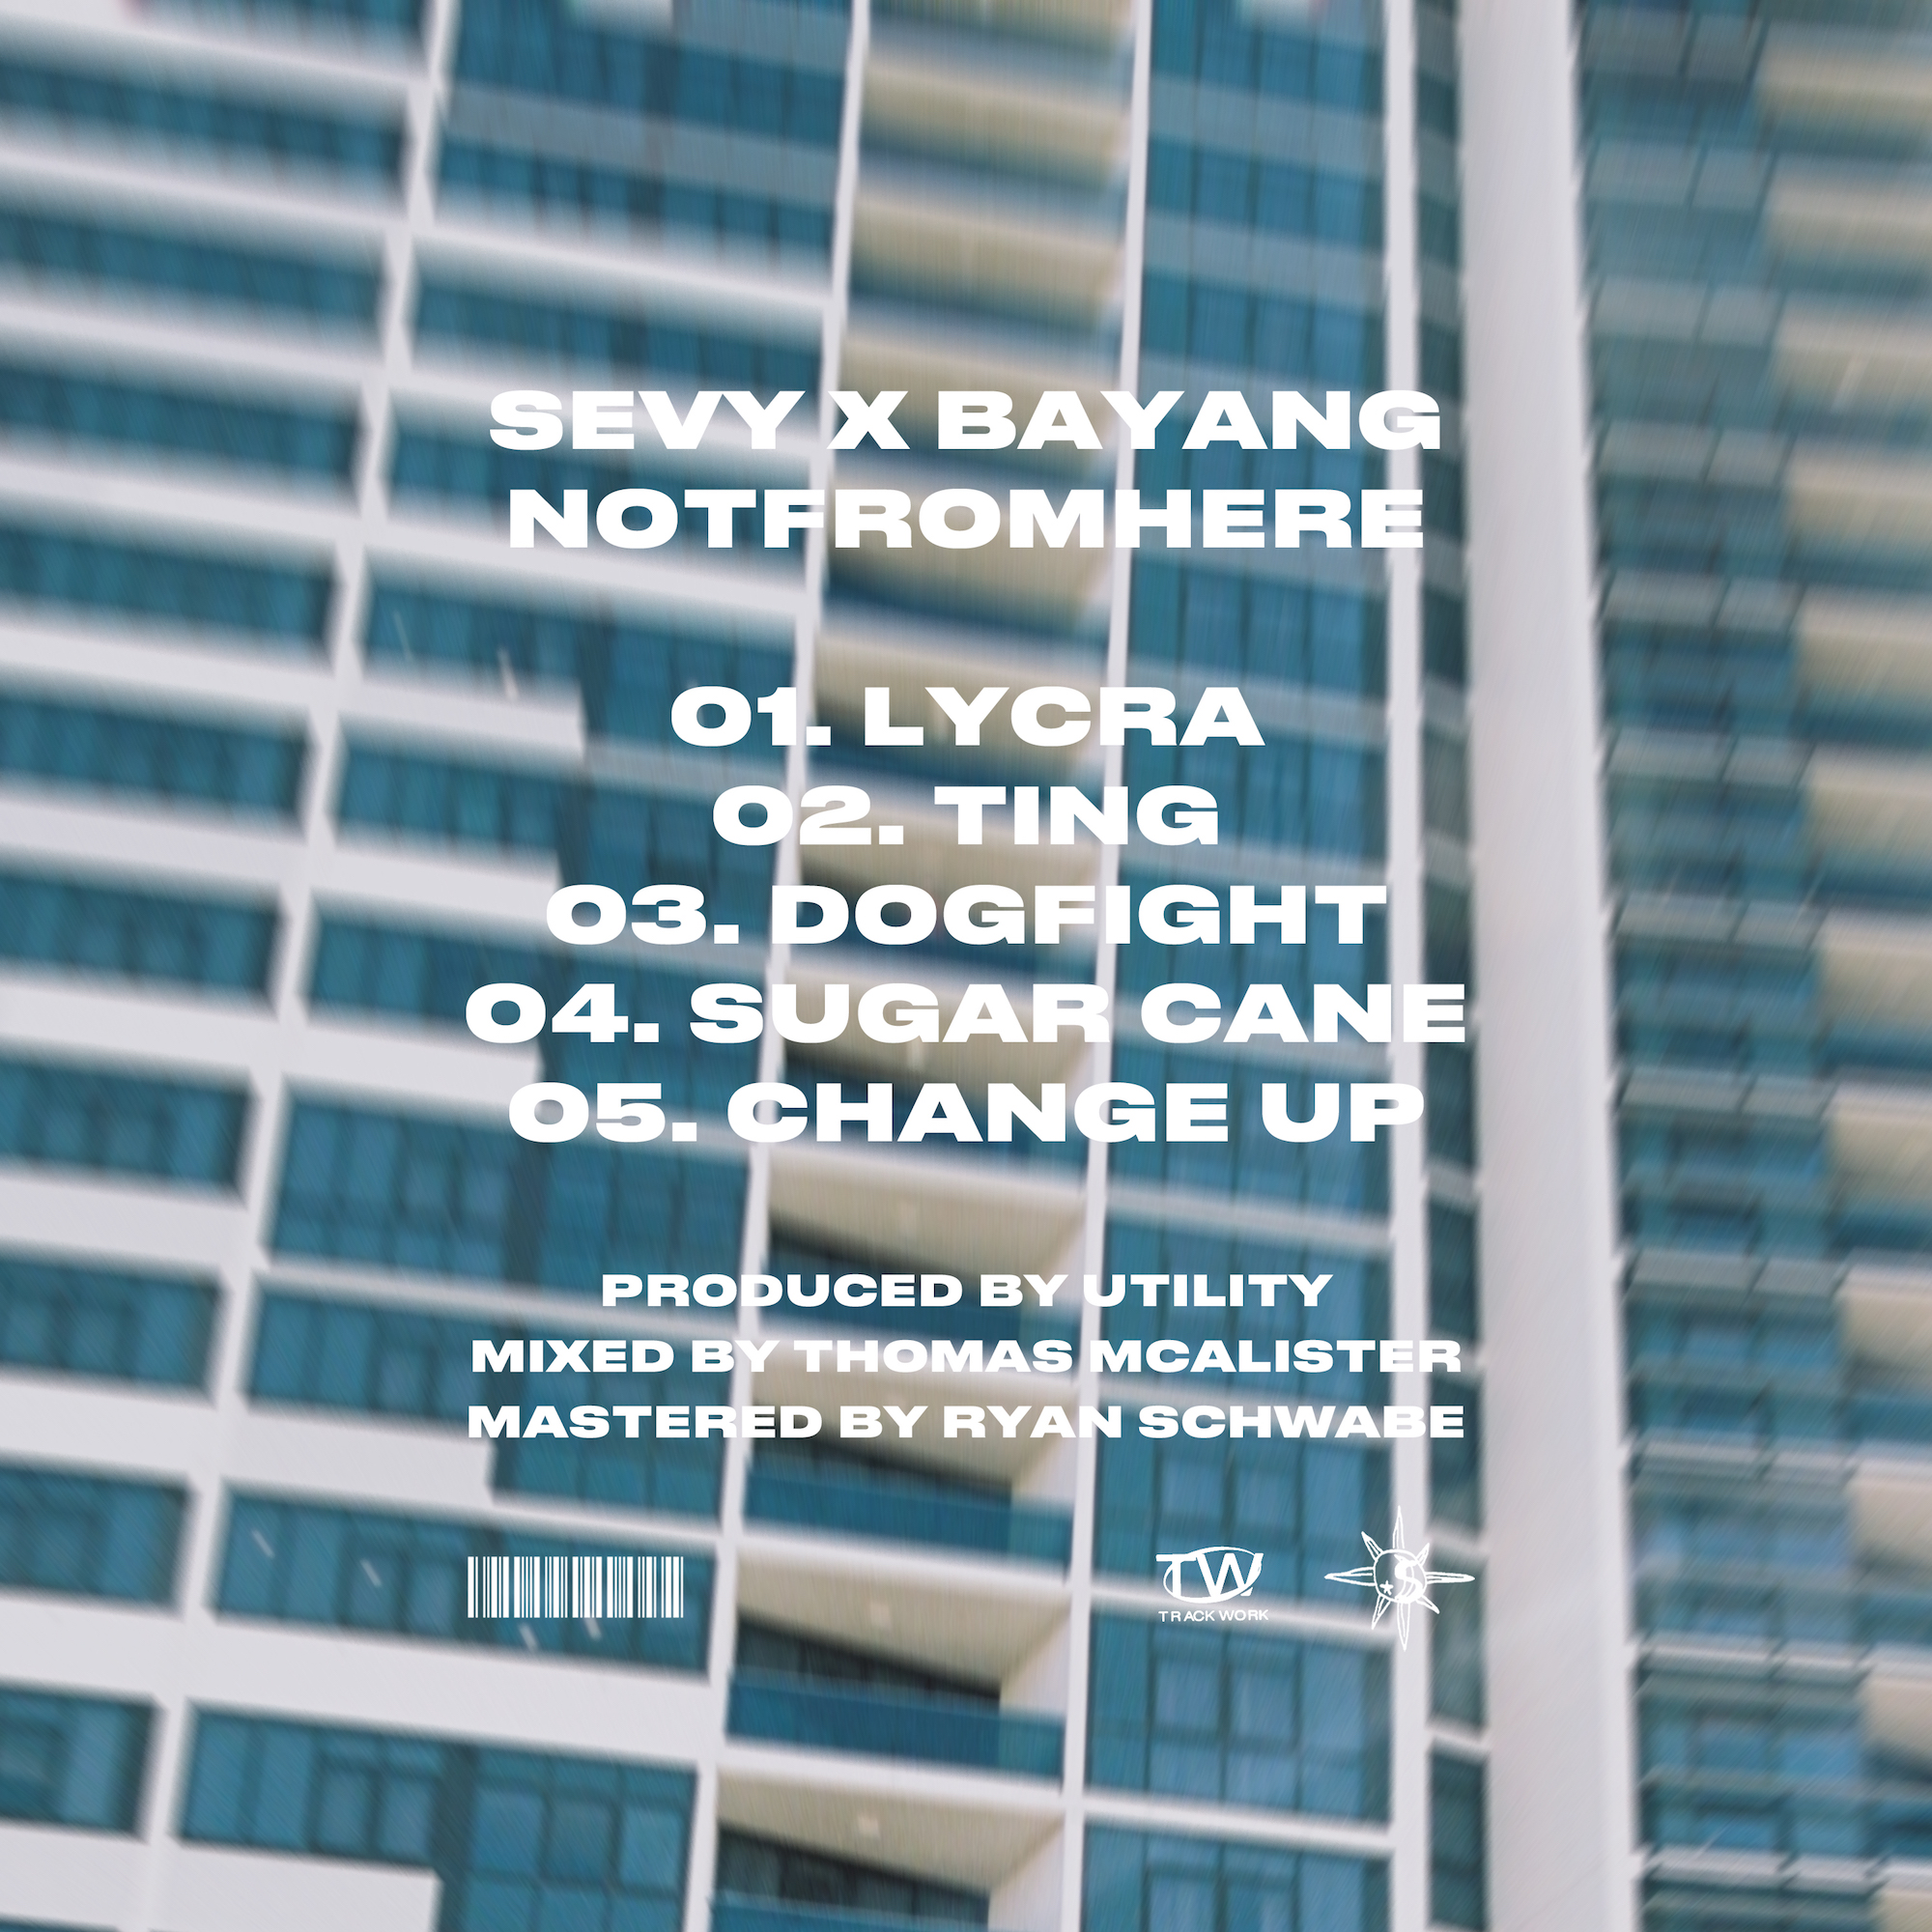 SEVY X BAYANG
NOTFROMHERE
01. LYCRA
02. TING
03. DOGFIGHT
04. SUGAR CANE
05. CHANGE UP
PRODUCED BY UTILITY
MIXED BY THOMAS MCALISTER
MASTERED BY RYAN SCHWABE
TW
TRACK WORK